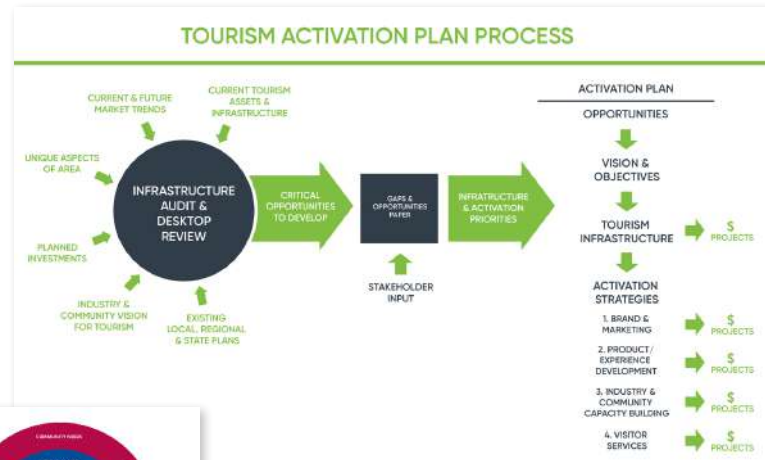 TOURISM ACTIVATION PLAN PROCESS
CURRENT & FUTURE
MARKET TRENDS
CURRENT TOURISM
ASSETS &
INFRASTRUCTURE
UNIQUE ASPECTS
OF AREA
PLANNED
INVESTMENTS
INDUSTRY &
COMMUNITY VISION
FOR TOURISM
EXISTING
LOCAL, REGIONAL
& STATE PLANS
INFRASTRUCTURE
AUDIT &
DESKTOP
REVIEW
CRITICAL
OPPORTUNITIES
TO DEVELOP
GAPS &
OPPORTUNITIES
PAPER
STAKEHOLDER
INPUT
INFRATRUCTURE
& ACTIVATION
PRIORITIES
ACTIVATION PLAN
OPPORTUNITIES
VISION &
OBJECTIVES
TOURISM
INFRASTRUCTURE
$
PROJECTS
ACTIVATION
STRATEGIES
1. BRAND &
MARKETING
$
PROJECTS
2. PRODUCT/
EXPERIENCE
DEVELOPMENT
$
PROJECTS
3. INDUSTRY &
COMMUNITY
CAPACITY BUILDING
$
PROJECTS
4. VISITOR
SERVICES
$
PROJECTS